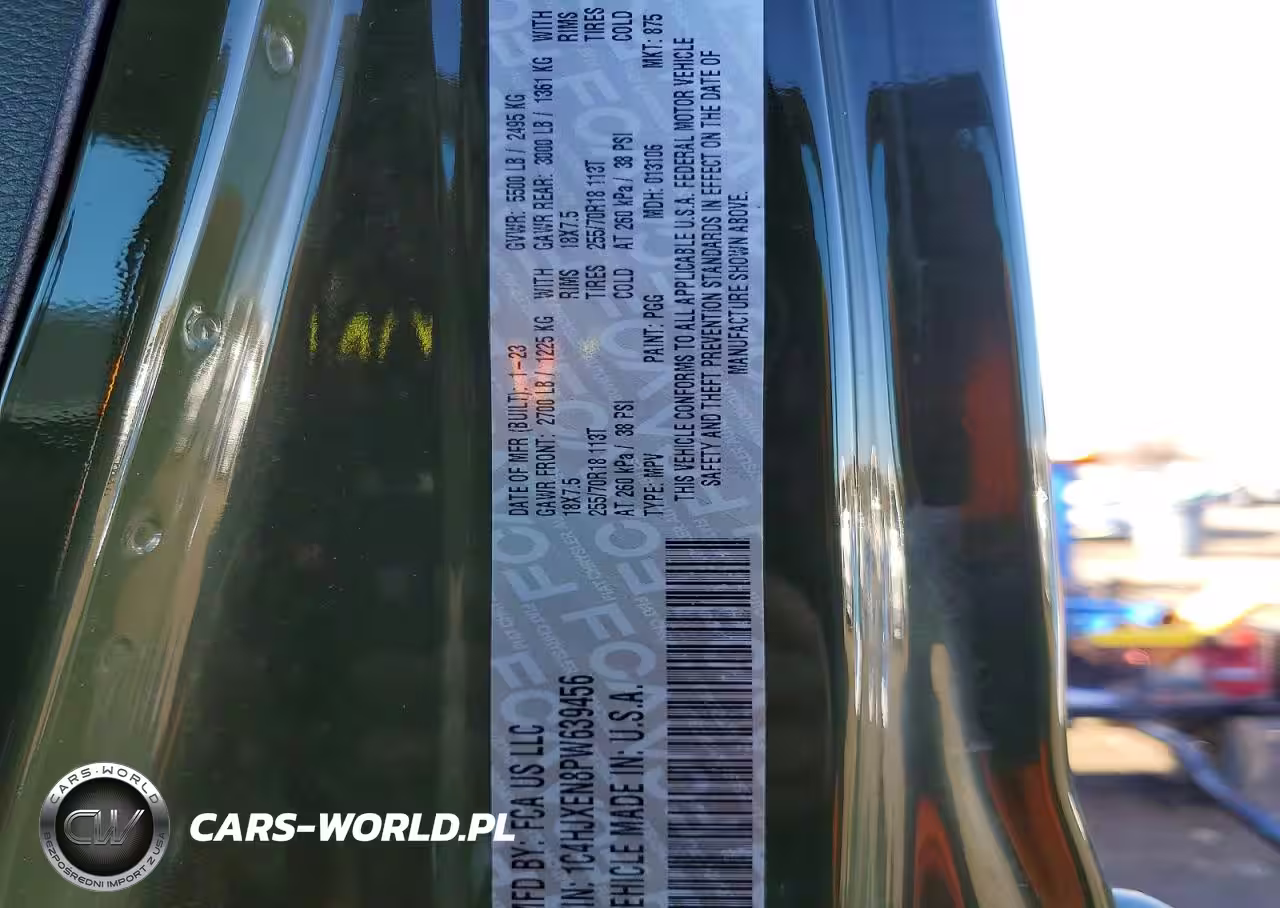 MFD BY: FCA US LLC
IN: 1C4HJXEN8PW639456
EHICLE MADE IN: U.S.A.
DATE OF MFR (BUILT): 1-23 GVWR: 5500 LB / 2495 KG
GAWR FRONT: 2700 LB / 1225 KG WITH GAWR REAR: 3000 LB / 1361 KG WITH
18X7.5 RIMS 18X7.5 RIMS
255/70R18 113T TIRES 255/70R18 113T TIRES
AT 260 kPa / 38 PSI COLD AT 260 kPa / 38 PSI COLD
TYPE: MPV PAINT: PGG MDH: 013106 MKT: 875
THIS VEHICLE CONFORMS TO ALL APPLICABLE U.S.A. FEDERAL MOTOR VEHICLE
SAFETY AND THEFT PREVENTION STANDARDS IN EFFECT ON THE DATE OF
MANUFACTURE SHOWN ABOVE.
CARS-WORLD
CW
BEZPOŚREDNI IMPORT Z USA
CARS-WORLD.PL